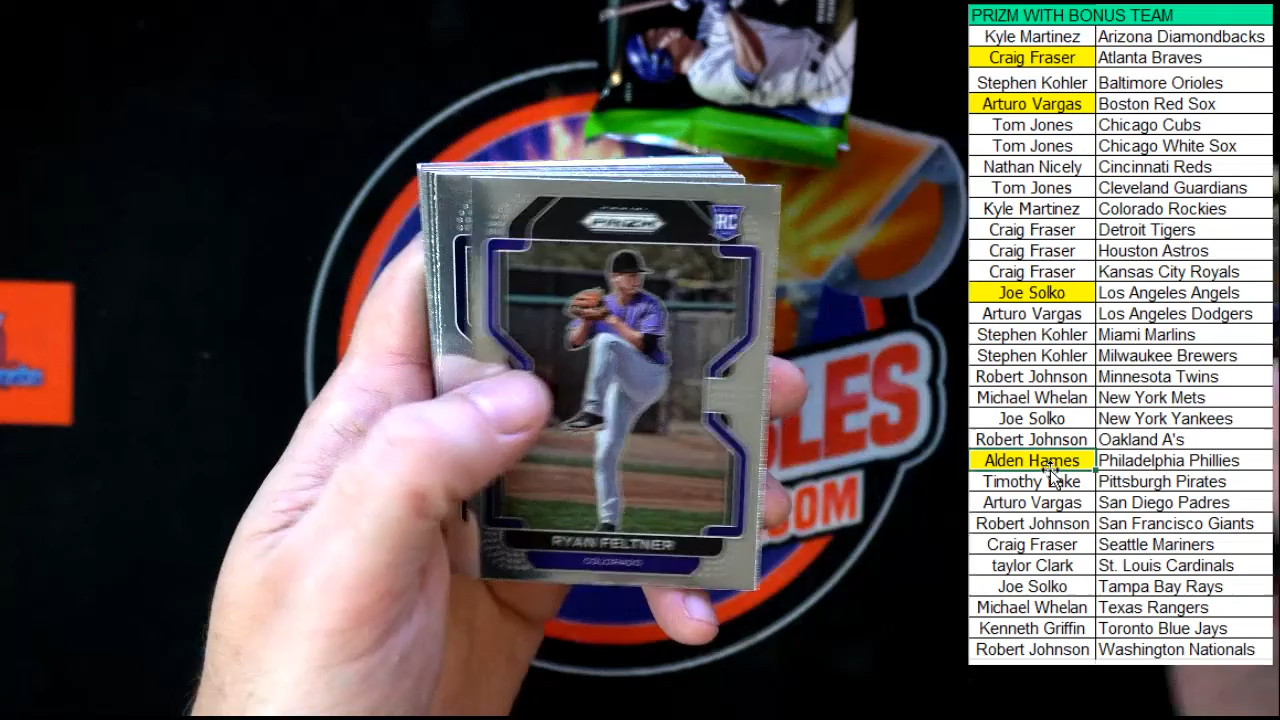 PRIZM WITH BONUS TEAM
Kyle Martinez Arizona Diamondbacks
Craig Fraser Atlanta Braves
Stephen Kohler Baltimore Orioles
Arturo Vargas Boston Red Sox
Tom Jones Chicago Cubs
Tom Jones Chicago White Sox
Nathan Nicely Cincinnati Reds
Tom Jones Cleveland Guardians
Kyle Martinez Colorado Rockies
Craig Fraser Detroit Tigers
Craig Fraser Houston Astros
Craig Fraser Kansas City Royals
Joe Solko Los Angeles Angels
Arturo Vargas Los Angeles Dodgers
Stephen Kohler Miami Marlins
Stephen Kohler Milwaukee Brewers
Robert Johnson Minnesota Twins
Michael Whelan New York Mets
Joe Solko New York Yankees
Robert Johnson Oakland A's
Alden Philadelphia Phillies
Timothy Pittsburgh Pirates
Arturo Vargas San Diego Padres
Robert Johnson San Francisco Giants
Craig Fraser Seattle Mariners
taylor Clark St. Louis Cardinals
Joe Solko Tampa Bay Rays
Michael Whelan Texas Rangers
Kenneth Griffin Toronto Blue Jays
Robert Johnson Washington Nationals
PRIZM
RC
RYAN FELTNER
COLORADO
LES
.COM